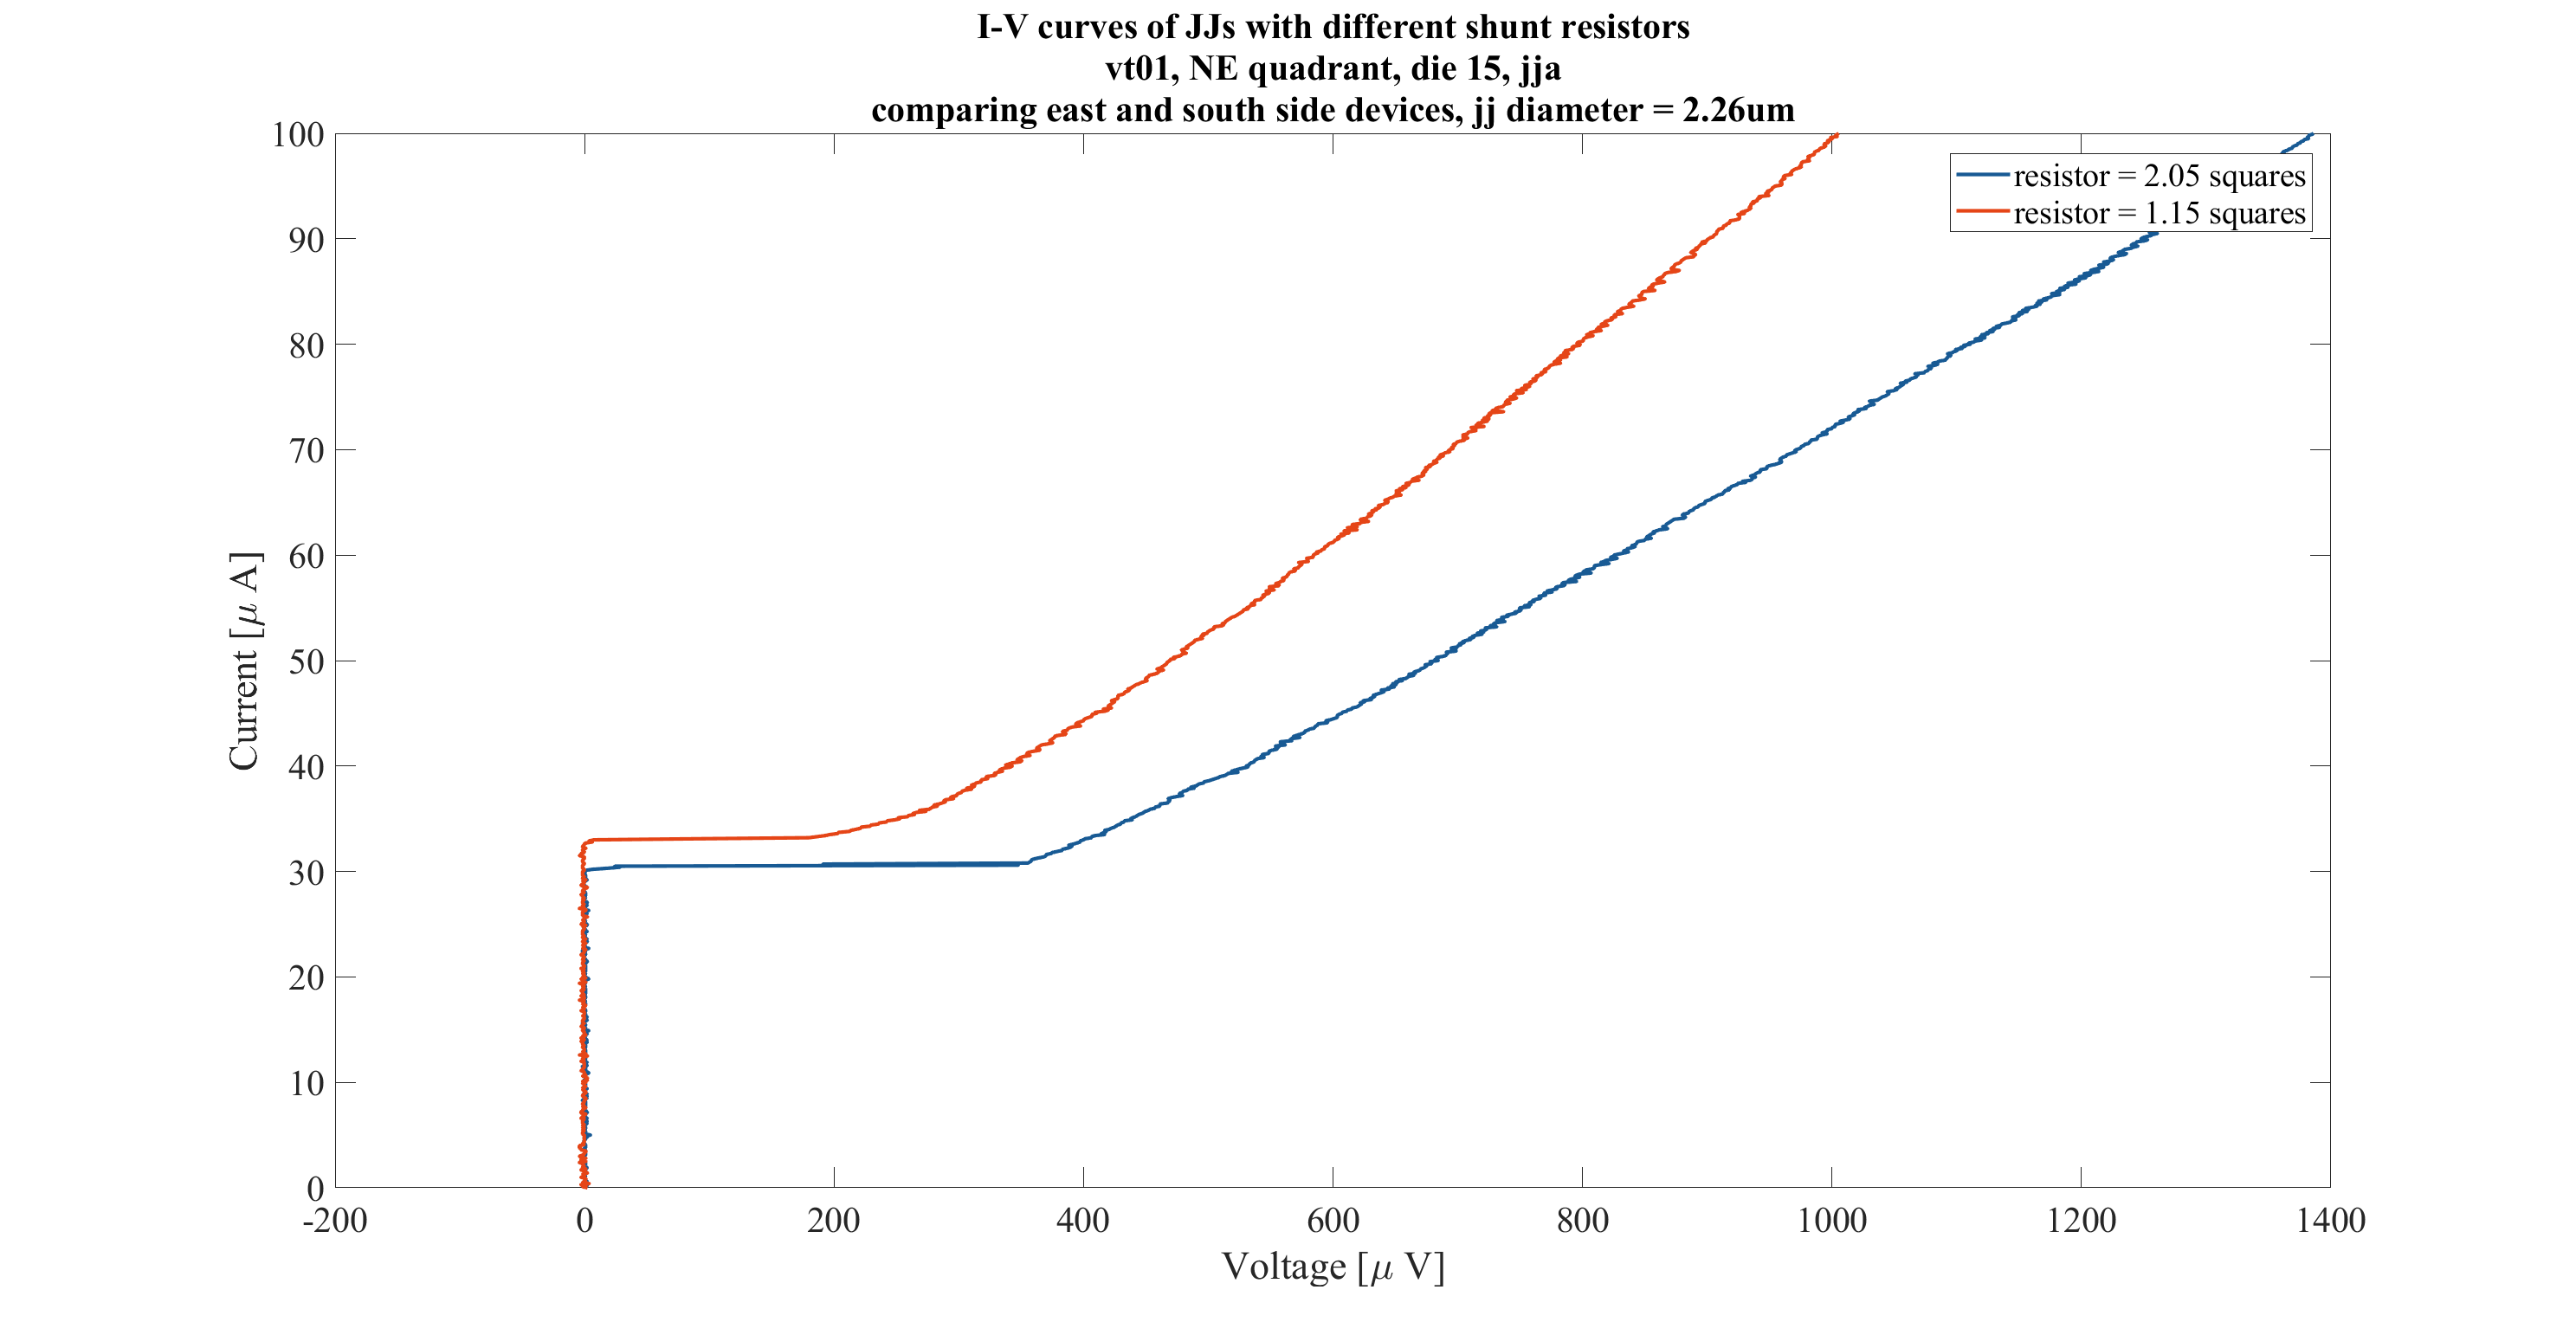 I-V curves of JJs with different shunt resistors
vt01, NE quadrant, die 15, jja
comparing east and south side devices, jj diameter = 2.26um
100
90
80
70
60
50
40
30
20
10
0
Current [μ A]
resistor = 2.05 squares
resistor = 1.15 squares
-200 0 200 400 600 800 1000 1200 1400
Voltage [μ V]